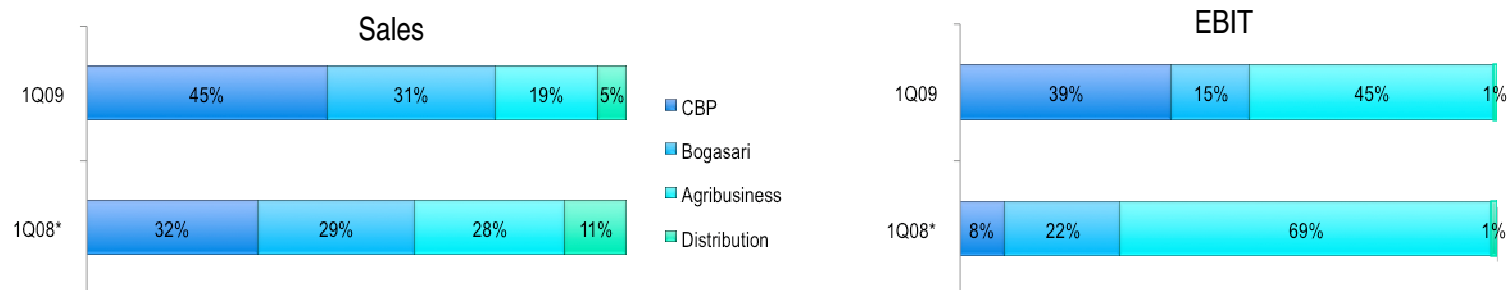 Sales
1Q09
45% 31% 19% 5%
1Q08*
32% 29% 28% 11%
CBP
Bogasari
Agribusiness
Distribution
EBIT
1Q09
39% 15% 45% 1%
1Q08*
8% 22% 69% 1%